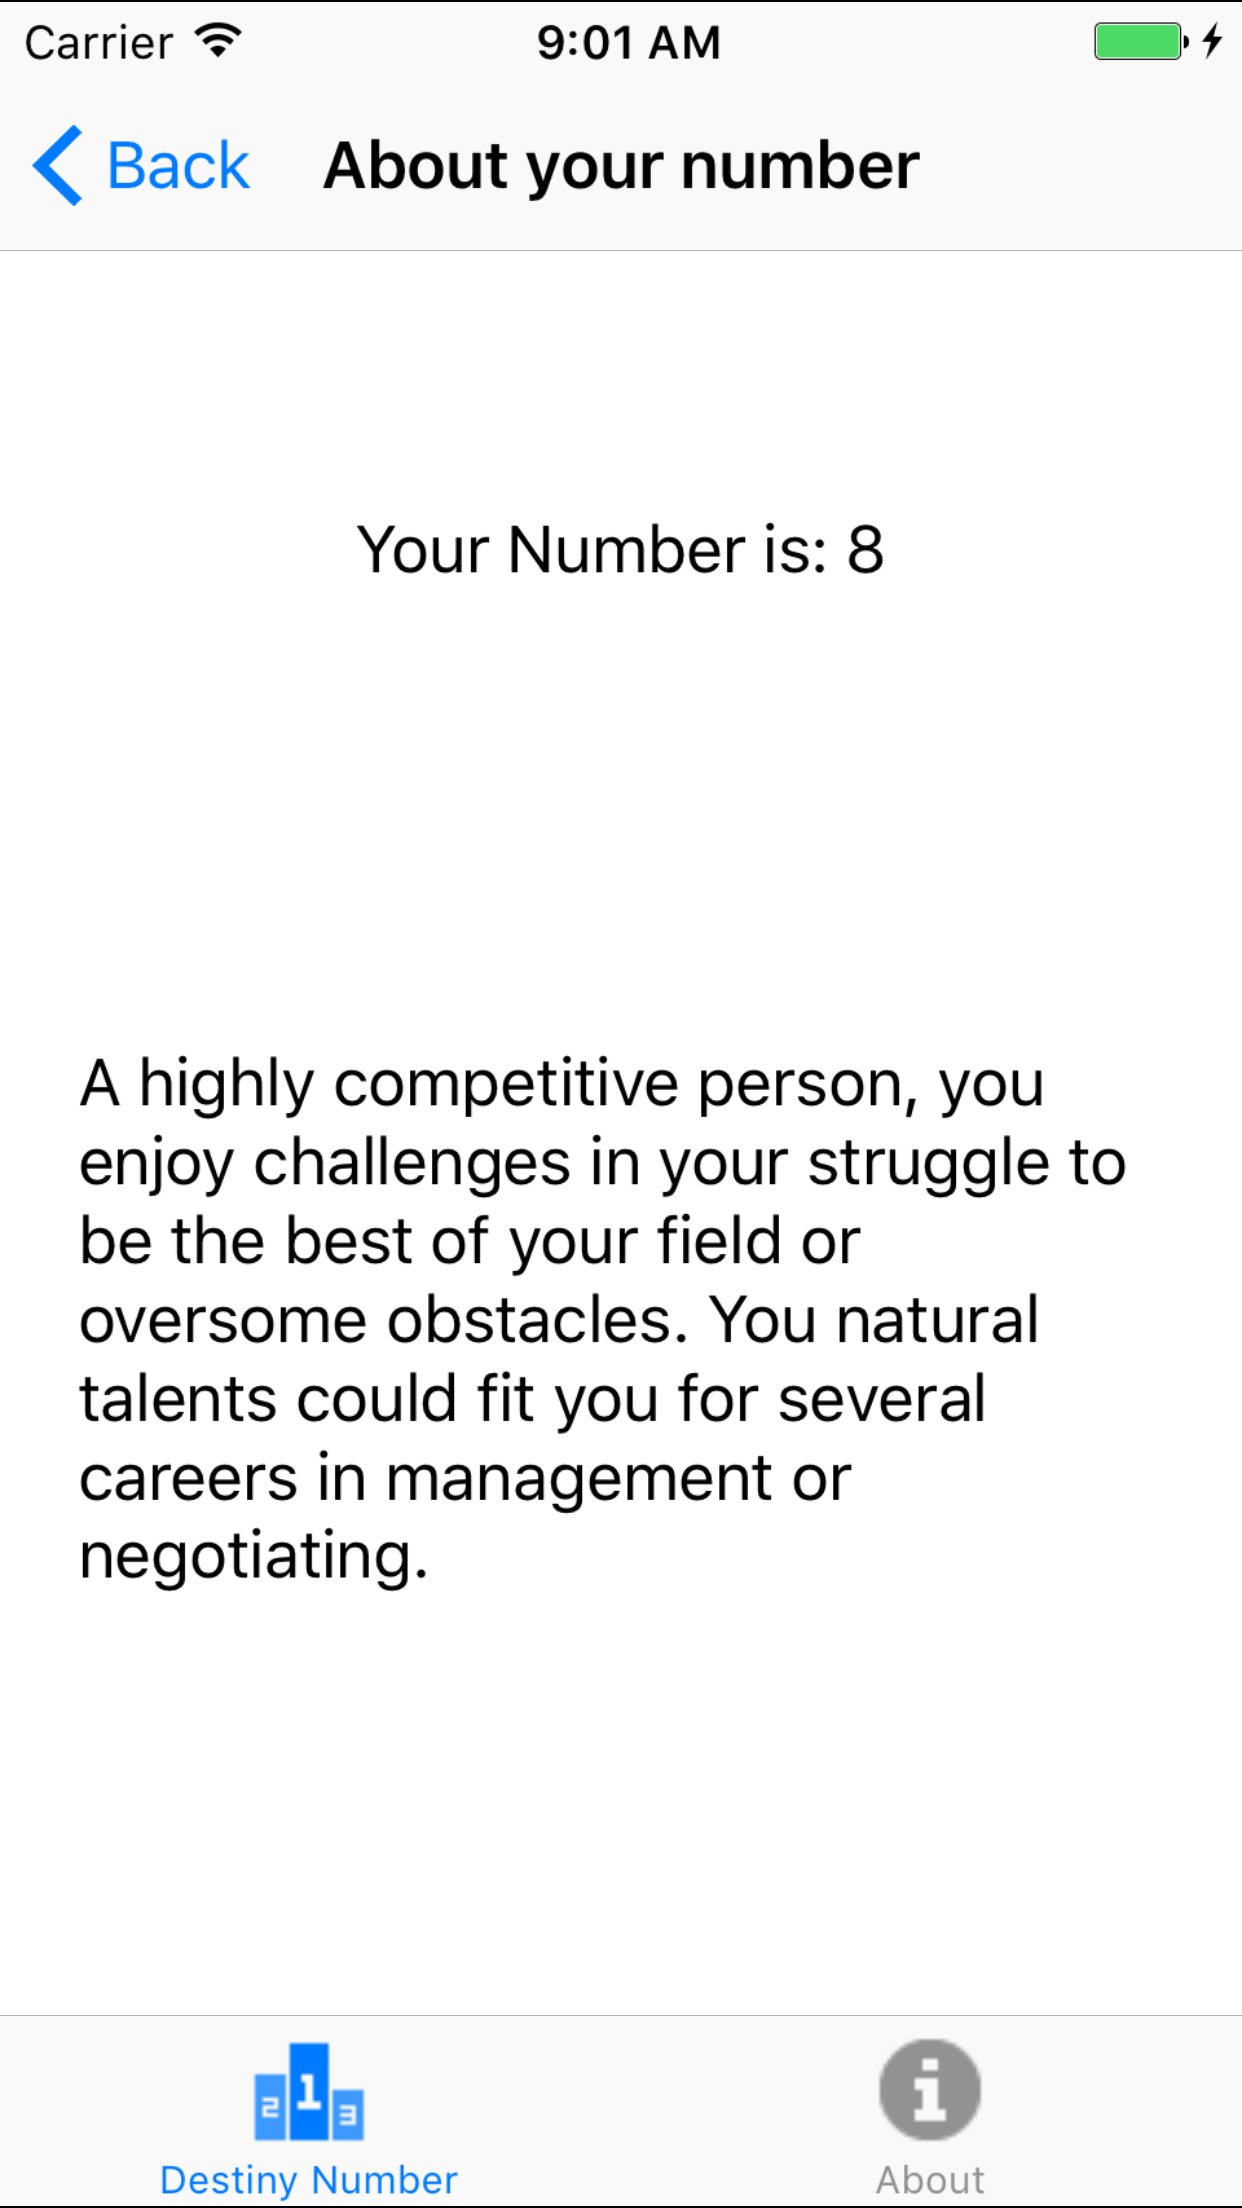 Carrier 9:01 AM
Back About your number
Your Number is: 8
A highly competitive person, you
enjoy challenges in your struggle to
be the best of your field or
oversome obstacles. You natural
talents could fit you for several
careers in management or
negotiating.
2 1 3
Destiny Number About